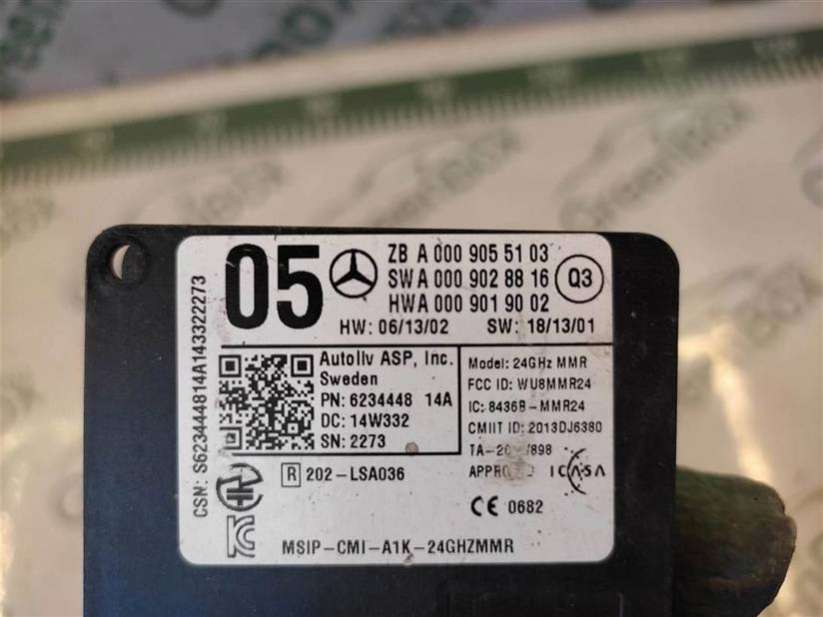 05
ZB A 000 905 51 03
SW A 000 902 88 16
HW A 000 901 90 02
Q3
HW: 06/13/02 SW: 18/13/01
Autoliv ASP, Inc.
Sweden
PN: 6234448 14A
DC: 14W332
SN: 2273
Model: 24GHz MMR
FCC ID: WU8MMR24
IC: 8436B-MMR24
CMIIT ID: 2013DJ6380
ICASA
CE 0682
CSN: S623444814A143322273
R 202-LSA036
MSIP-CMI-A1K-24GHZMMR
GreenBOX